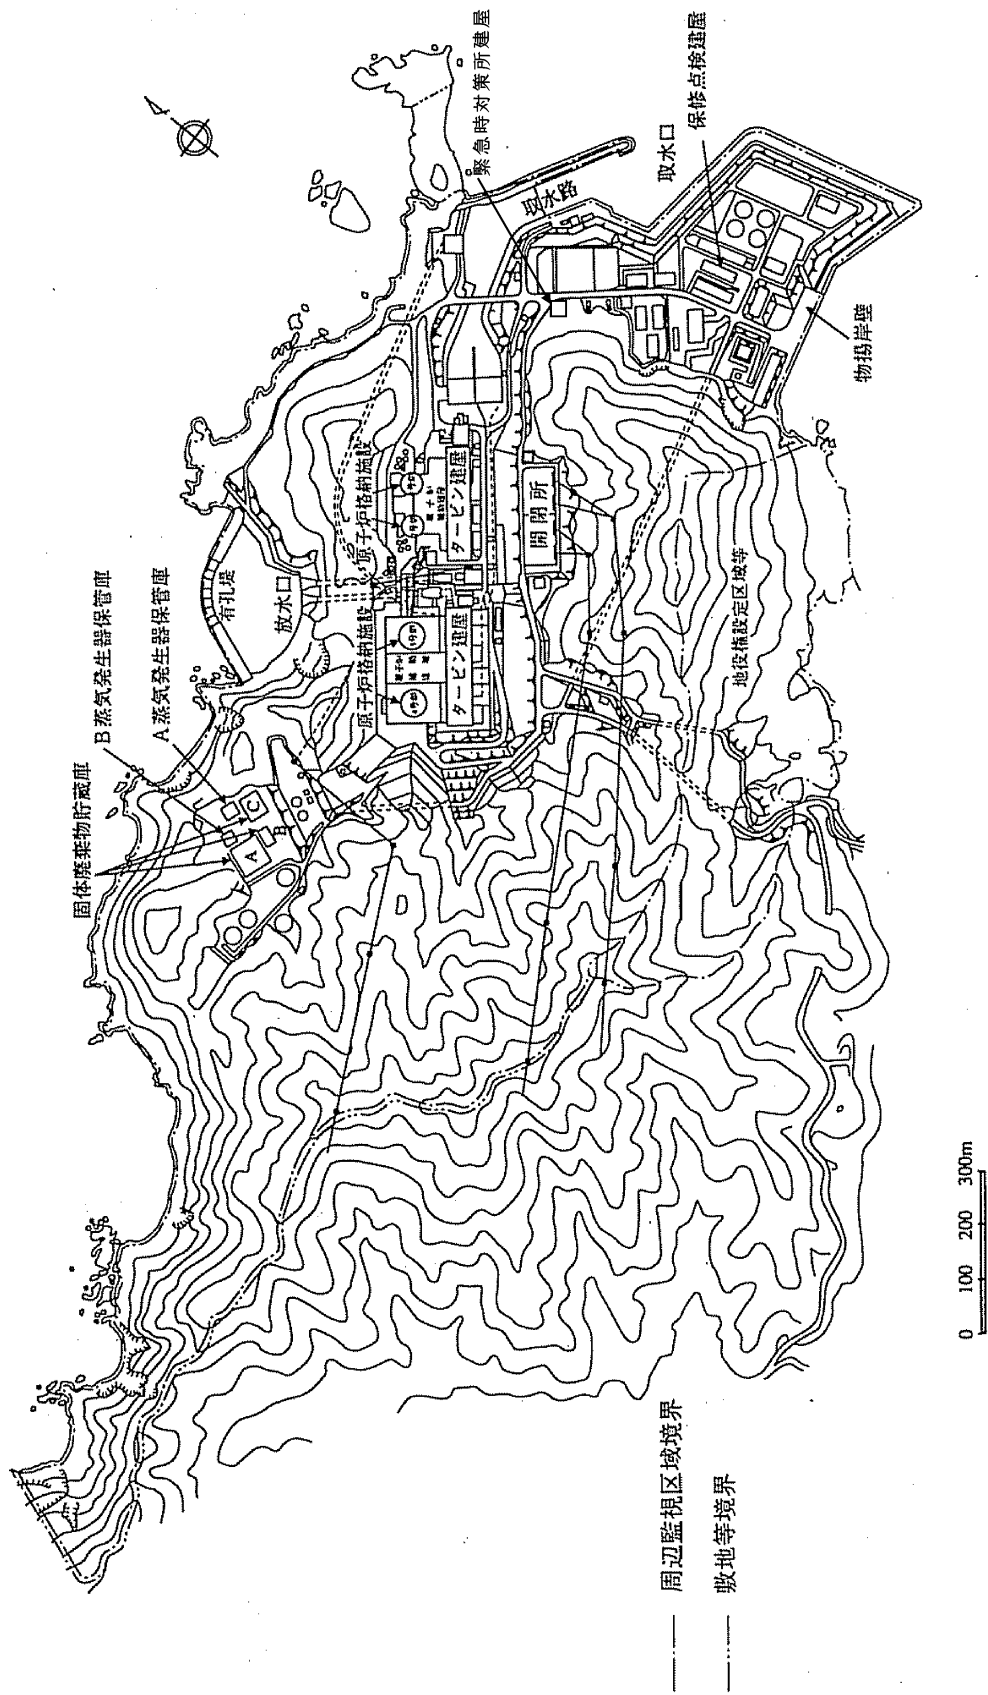 固体廃棄物貯蔵庫
B蒸気発生器保管庫
A蒸気発生器保管庫
A
B
C
有孔堤
放水口
原子炉格納施設
原子炉格納施設
タービン建屋
タービン建屋
開閉所
取水路
緊急時対策所建屋
取水口
保修点検建屋
物揚岸壁
地役権設定区域等
0 100 200 300m
周辺監視区域境界
敷地等境界